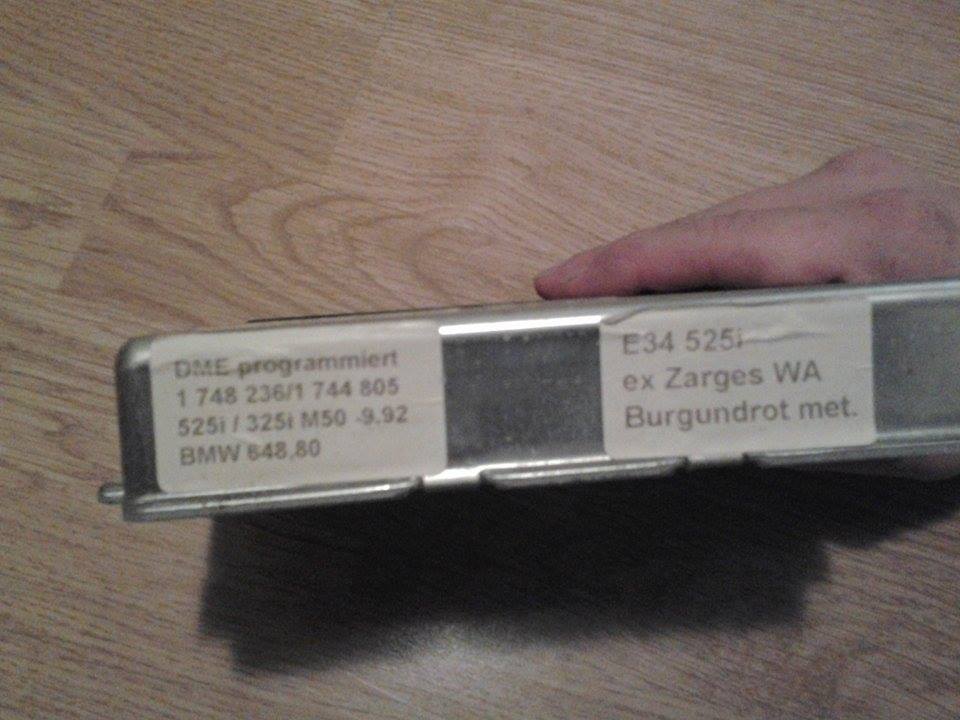 DME programmiert
1 748 236/1 744 805
525i / 325i M50 -9.92
BMW 648,80
E34 525i
ex Zarges WA
Burgundrot met.